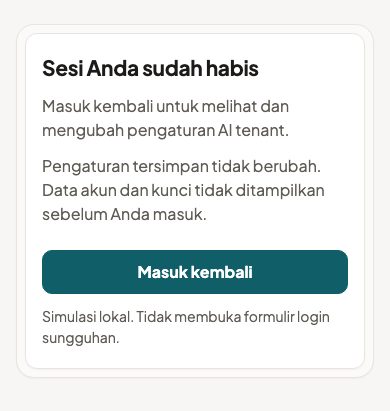 Sesi Anda sudah habis
Masuk kembali untuk melihat dan
mengubah pengaturan AI tenant.
Pengaturan tersimpan tidak berubah.
Data akun dan kunci tidak ditampilkan
sebelum Anda masuk.
Masuk kembali
Simulasi lokal. Tidak membuka formulir login
sungguhan.